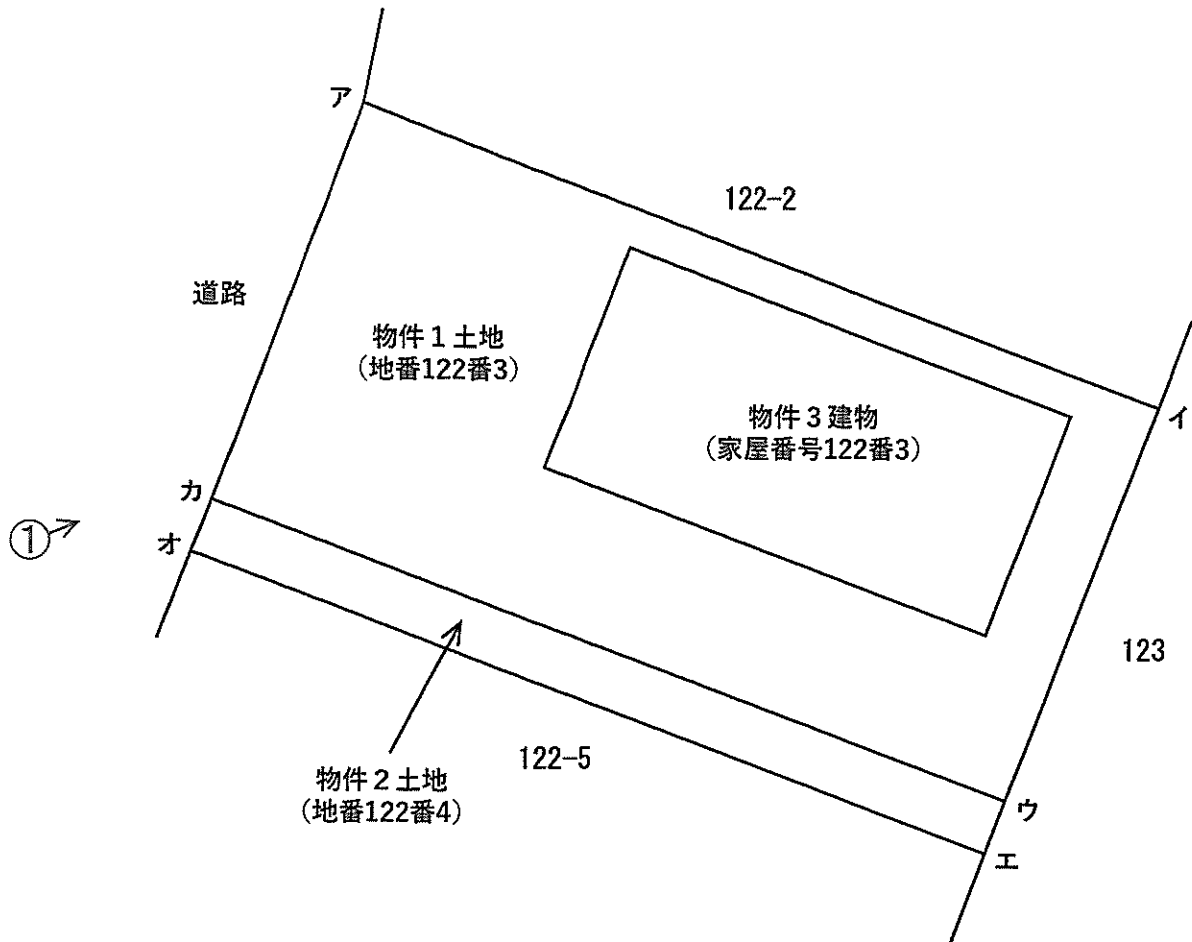 ア
122-2
道路
物件1土地
(地番122番3)
物件3建物
(家屋番号122番3)
イ
カ
①
オ
123
122-5
物件2土地
(地番122番4)
ウ
エ